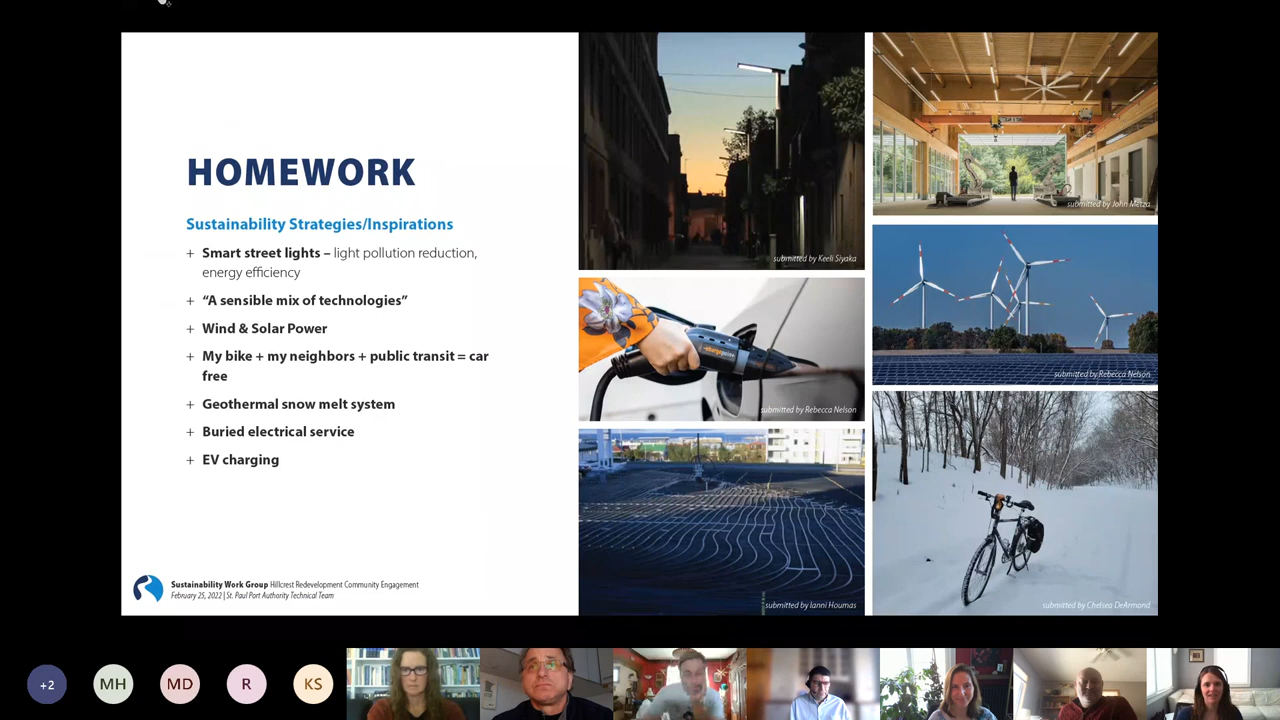 HOMEWORK
Sustainability Strategies/Inspirations
+ Smart street lights – light pollution reduction,
energy efficiency
+ “A sensible mix of technologies”
+ Wind & Solar Power
+ My bike + my neighbors + public transit = car
free
+ Geothermal snow melt system
+ Buried electrical service
+ EV charging
Sustainability Work Group Hillcrest Redevelopment Community Engagement
February 25, 2022 | St. Paul Port Authority Technical Team
submitted by Keeli Siyaka
submitted by John Mesza
submitted by Rebecca Nelson
submitted by Rebecca Nelson
submitted by Ianni Houmas
submitted by Chelsea DeArmond
+2
MH
MD
R
KS